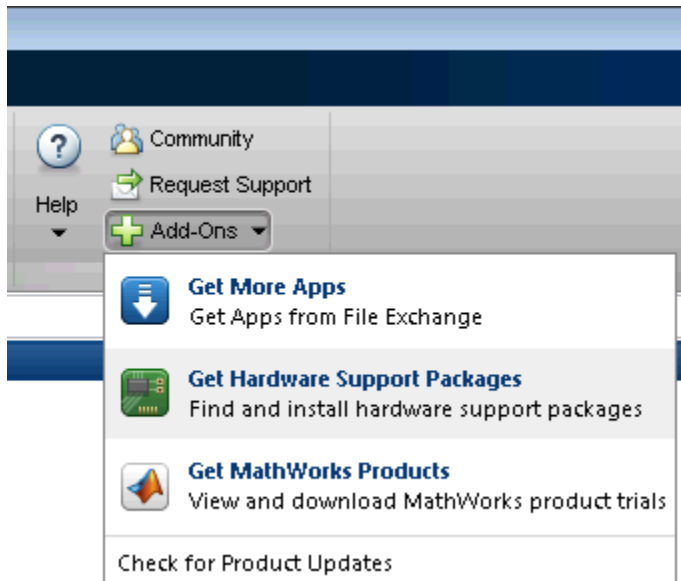 Community
Request Support
Help
Add-Ons
Get More Apps
Get Apps from File Exchange
Get Hardware Support Packages
Find and install hardware support packages
Get MathWorks Products
View and download MathWorks product trials
Check for Product Updates